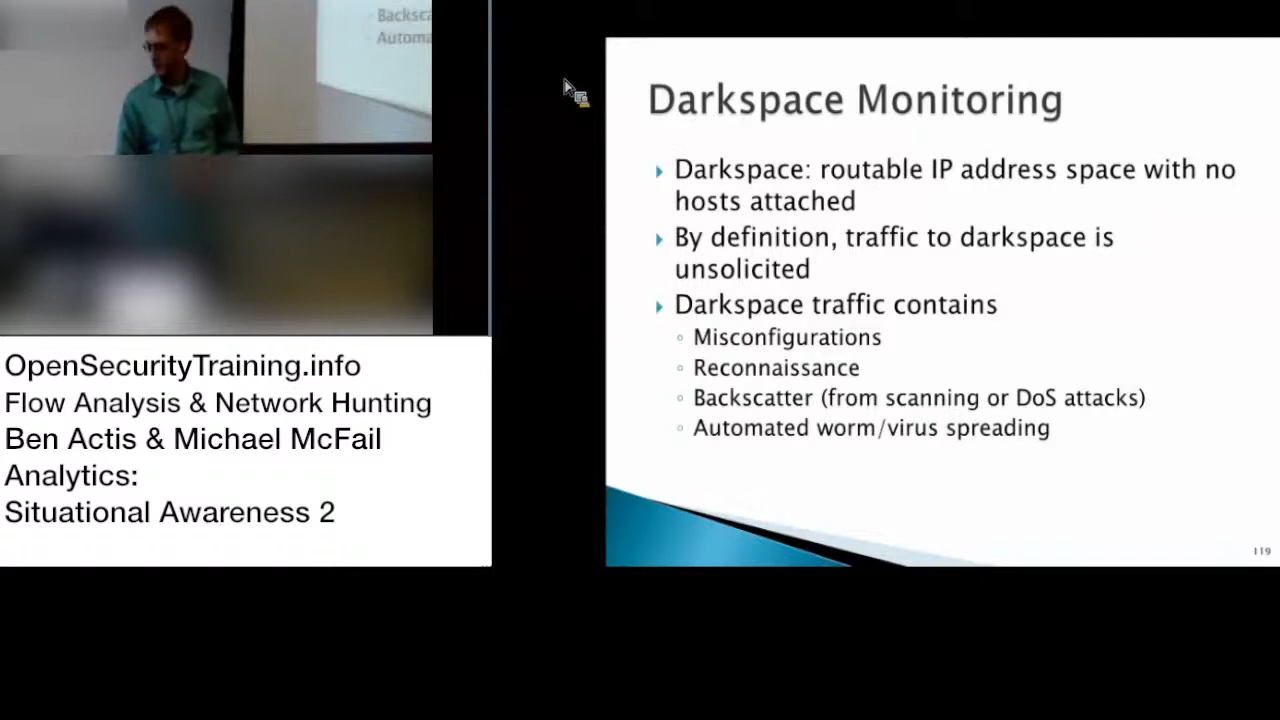 Backsca
Automa
OpenSecurityTraining.info
Flow Analysis & Network Hunting
Ben Actis & Michael McFail
Analytics:
Situational Awareness 2
Darkspace Monitoring
Darkspace: routable IP address space with no
hosts attached
By definition, traffic to darkspace is
unsolicited
Darkspace traffic contains
Misconfigurations
Reconnaissance
Backscatter (from scanning or DoS attacks)
Automated worm/virus spreading
119